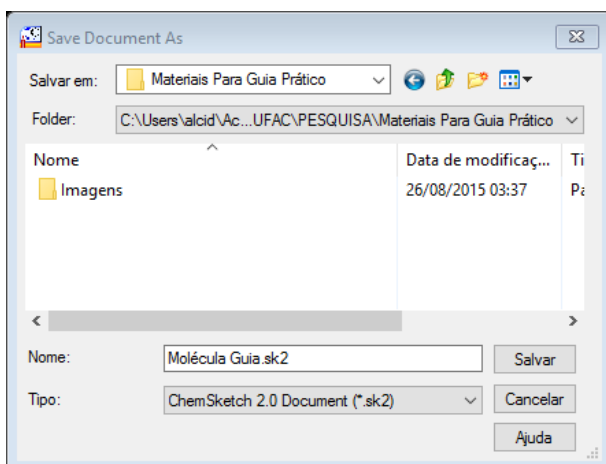 Save Document As
Salvar em: Materiais Para Guia Prático
Folder: C:\Users\alcid\Ac...UFAC\PESQUISA\Materiais Para Guia Prático
Nome Data de modificaç... Ti
Imagens 26/08/2015 03:37 Pa
Nome: Molécula Guia.sk2 Salvar
Tipo: ChemSketch 2.0 Document (*.sk2) Cancelar
Ajuda